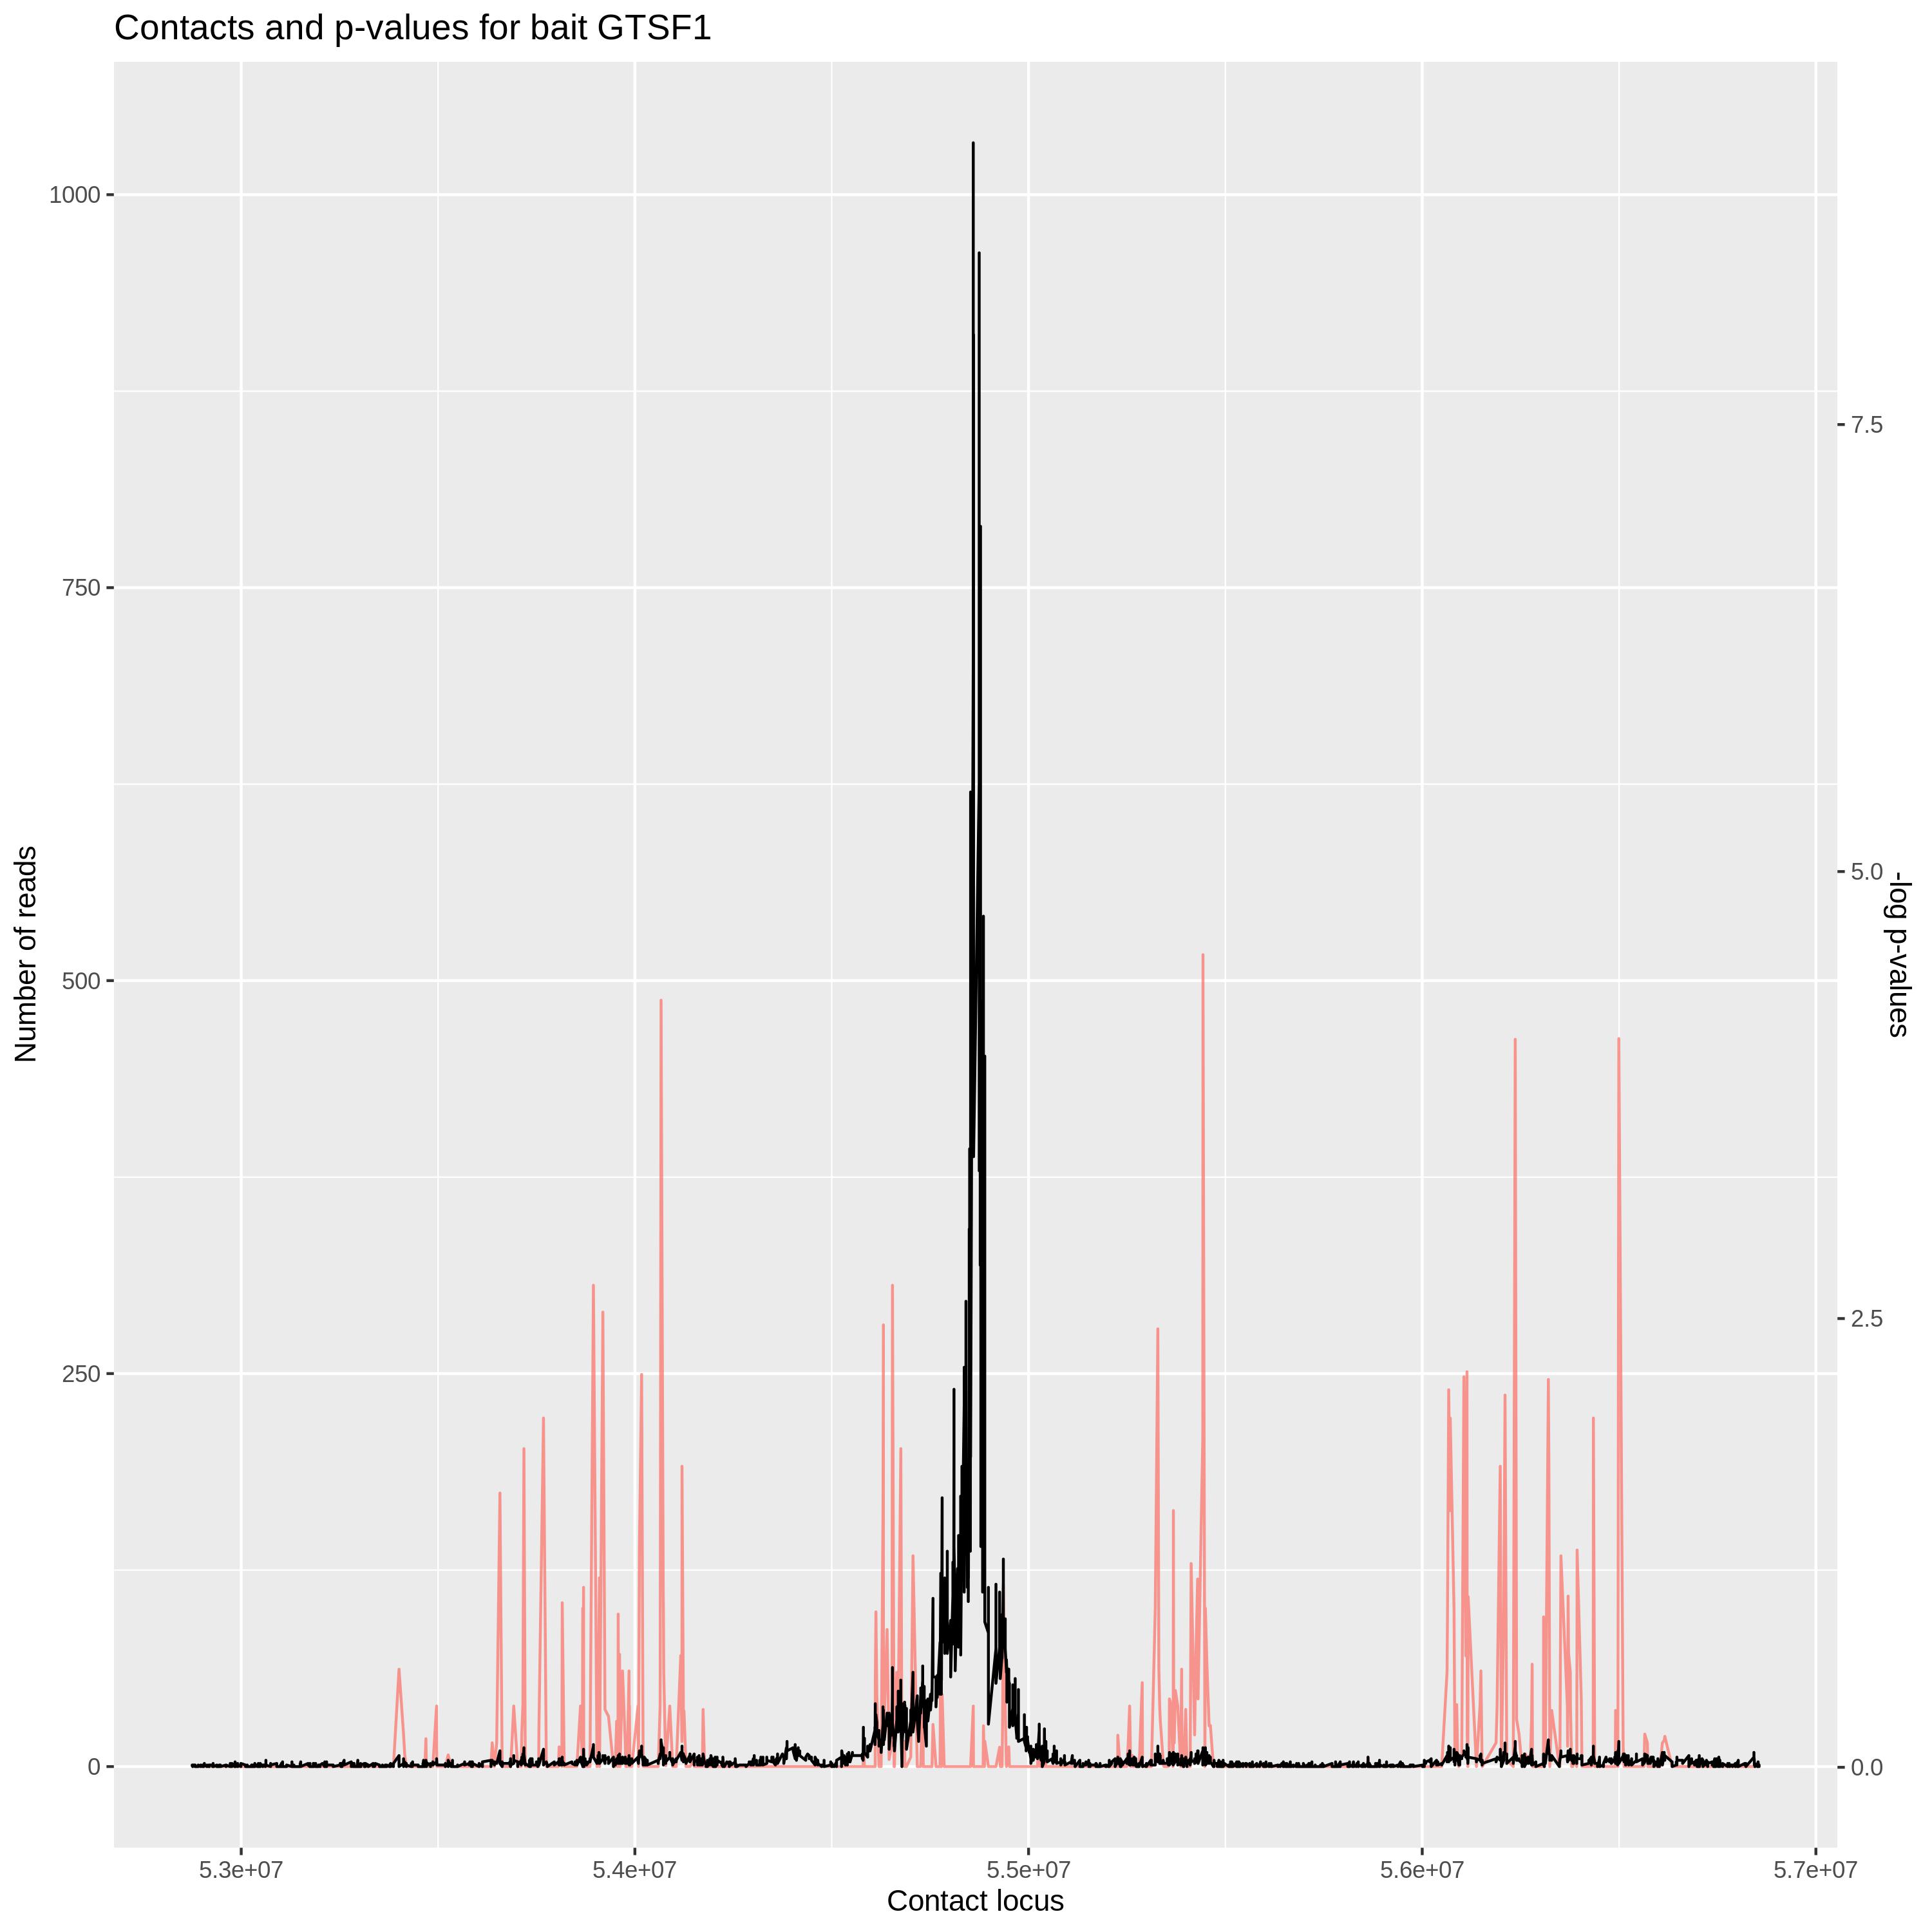 Contacts and p-values for bait GTSF1
1000
750
500
250
0
Number of reads
7.5
5.0
2.5
0.0
-log p-values
5.3e+07
5.4e+07
5.5e+07
5.6e+07
5.7e+07
Contact locus